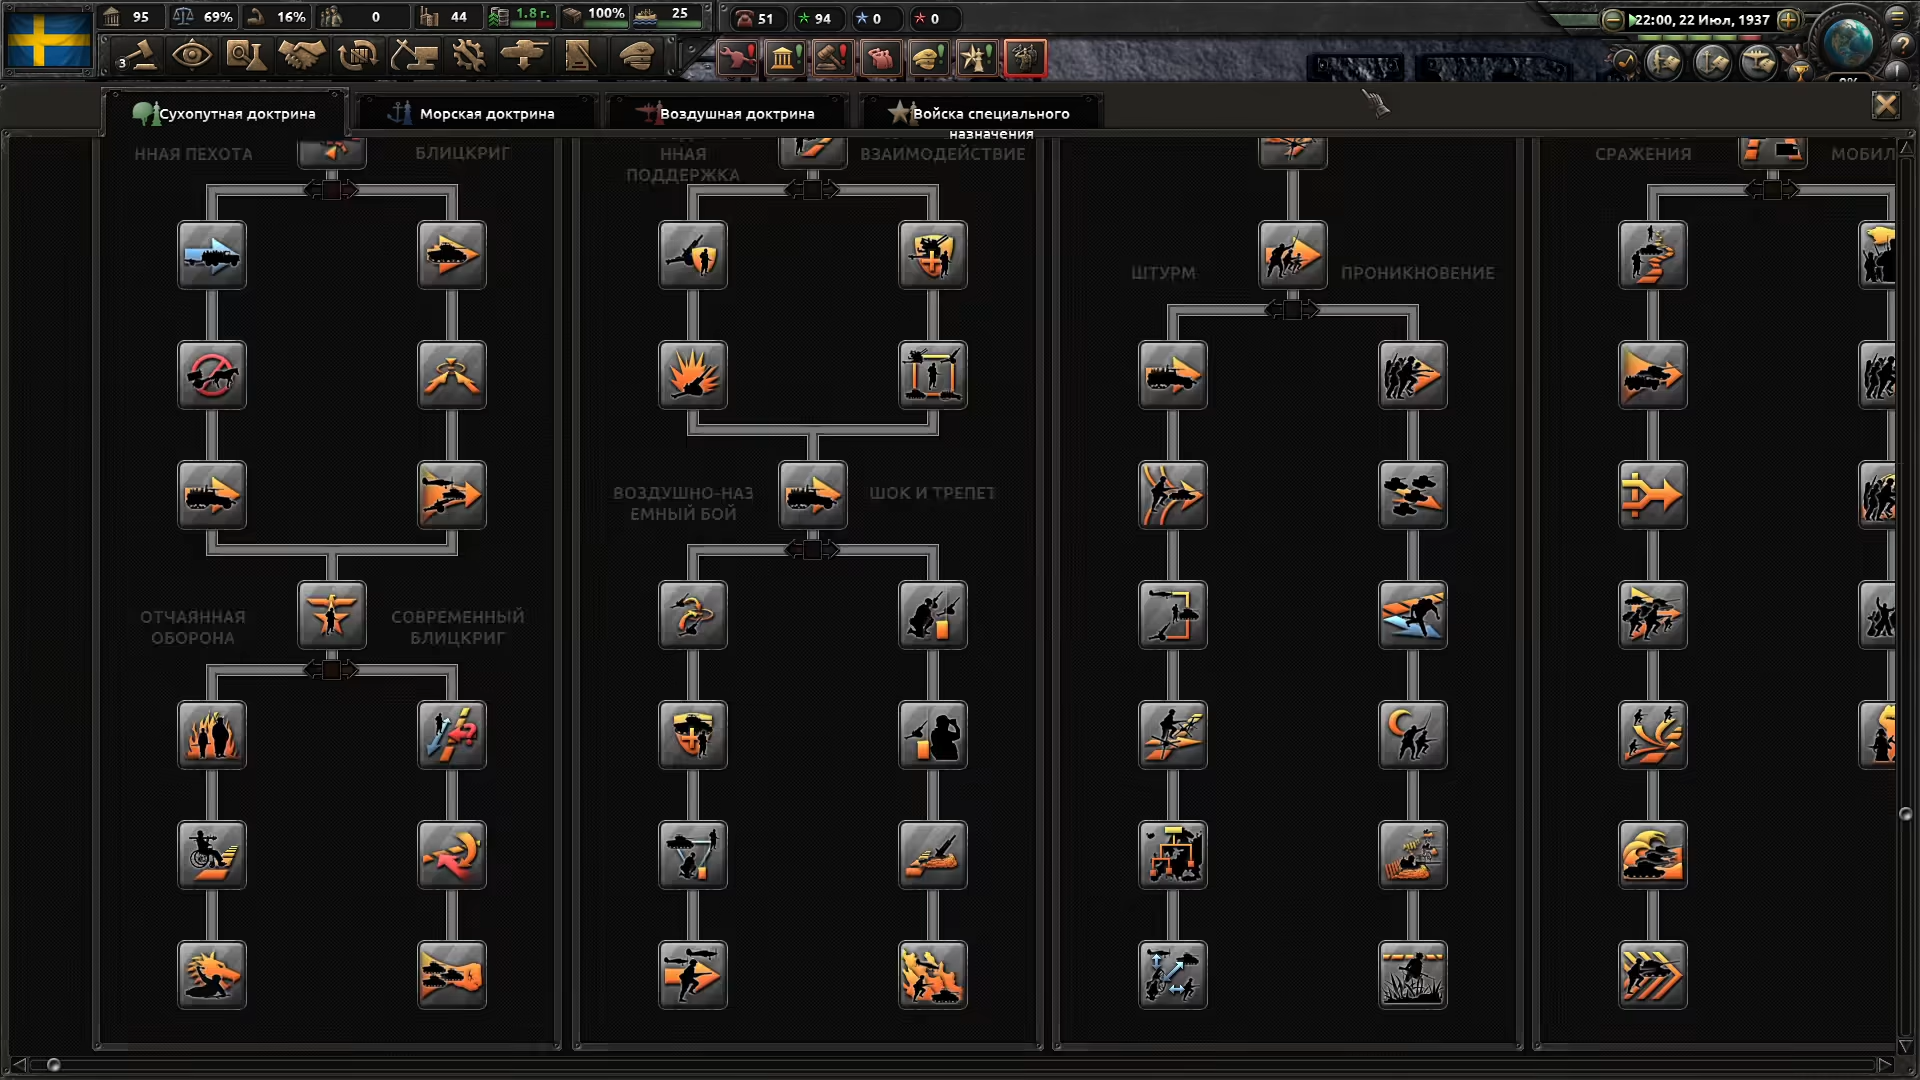 95 69% 16% 0 44 1.8 г. 100% 25 51 94 0 0 22:00, 22 Июл, 1937
3
Сухопутная доктрина Морская доктрина Воздушная доктрина Войска специального
назначения
ННАЯ ПЕХОТА БЛИЦКРИГ
ННАЯ
ПОДДЕРЖКА
ВЗАИМОДЕЙСТВИЕ
СРАЖЕНИЯ МОБИЛ
ШТУРМ ПРОНИКНОВЕНИЕ
ВОЗДУШНО-НАЗ
ЕМНЫЙ БОЙ
ШОК И ТРЕПЕТ
ОТЧАЯННАЯ
ОБОРОНА
СОВРЕМЕННЫЙ
БЛИЦКРИГ